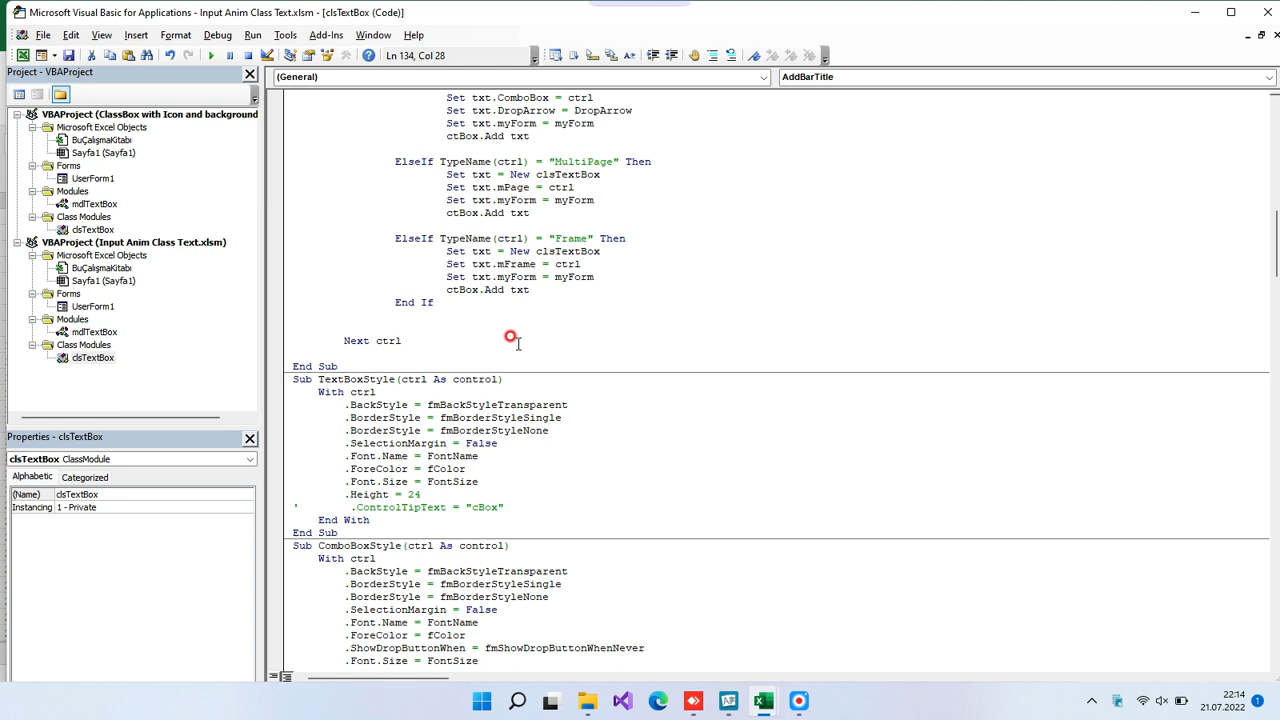 Microsoft Visual Basic for Applications - Input Anim Class Text.xlsm - [clsTextBox (Code)]
File Edit View Insert Format Debug Run Tools Add-Ins Window Help
Ln 134, Col 28
Project - VBAProject
(General)
AddBarTitle
VBAProject (ClassBox with Icon and background
Microsoft Excel Objects
BuÇalışmaKitabı
Sayfa1 (Sayfa1)
Forms
UserForm1
Modules
mdlTextBox
Class Modules
clsTextBox
VBAProject (Input Anim Class Text.xlsm)
Microsoft Excel Objects
BuÇalışmaKitabı
Sayfa1 (Sayfa1)
Forms
UserForm1
Modules
mdlTextBox
Class Modules
clsTextBox
Properties - clsTextBox
clsTextBox ClassModule
Alphabetic Categorized
(Name) clsTextBox
Instancing 1 - Private
Set txt.ComboBox = ctrl
Set txt.DropArrow = DropArrow
Set txt.myForm = myForm
ctBox.Add txt
ElseIf TypeName(ctrl) = "MultiPage" Then
Set txt = New clsTextBox
Set txt.mPage = ctrl
Set txt.myForm = myForm
ctBox.Add txt
ElseIf TypeName(ctrl) = "Frame" Then
Set txt = New clsTextBox
Set txt.mFrame = ctrl
Set txt.myForm = myForm
ctBox.Add txt
End If
Next ctrl
End Sub
Sub TextBoxStyle(ctrl As control)
With ctrl
.BackStyle = fmBackStyleTransparent
.BorderStyle = fmBorderStyleSingle
.BorderStyle = fmBorderStyleNone
.SelectionMargin = False
.Font.Name = FontName
.ForeColor = fColor
.Font.Size = FontSize
.Height = 24
' .ControlTipText = "cBox"
End With
End Sub
Sub ComboBoxStyle(ctrl As control)
With ctrl
.BackStyle = fmBackStyleTransparent
.BorderStyle = fmBorderStyleSingle
.BorderStyle = fmBorderStyleNone
.SelectionMargin = False
.Font.Name = FontName
.ForeColor = fColor
.ShowDropButtonWhen = fmShowDropButtonWhenNever
.Font.Size = FontSize
22:14
21.07.2022
1